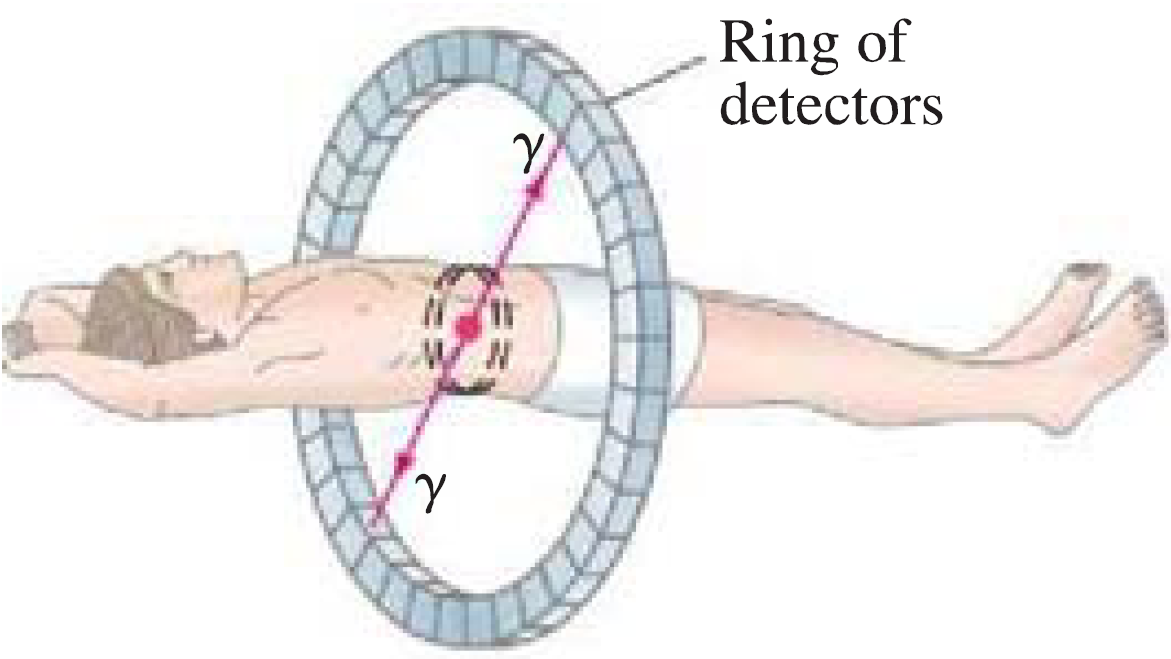 Ring of
detectors
γ
γ